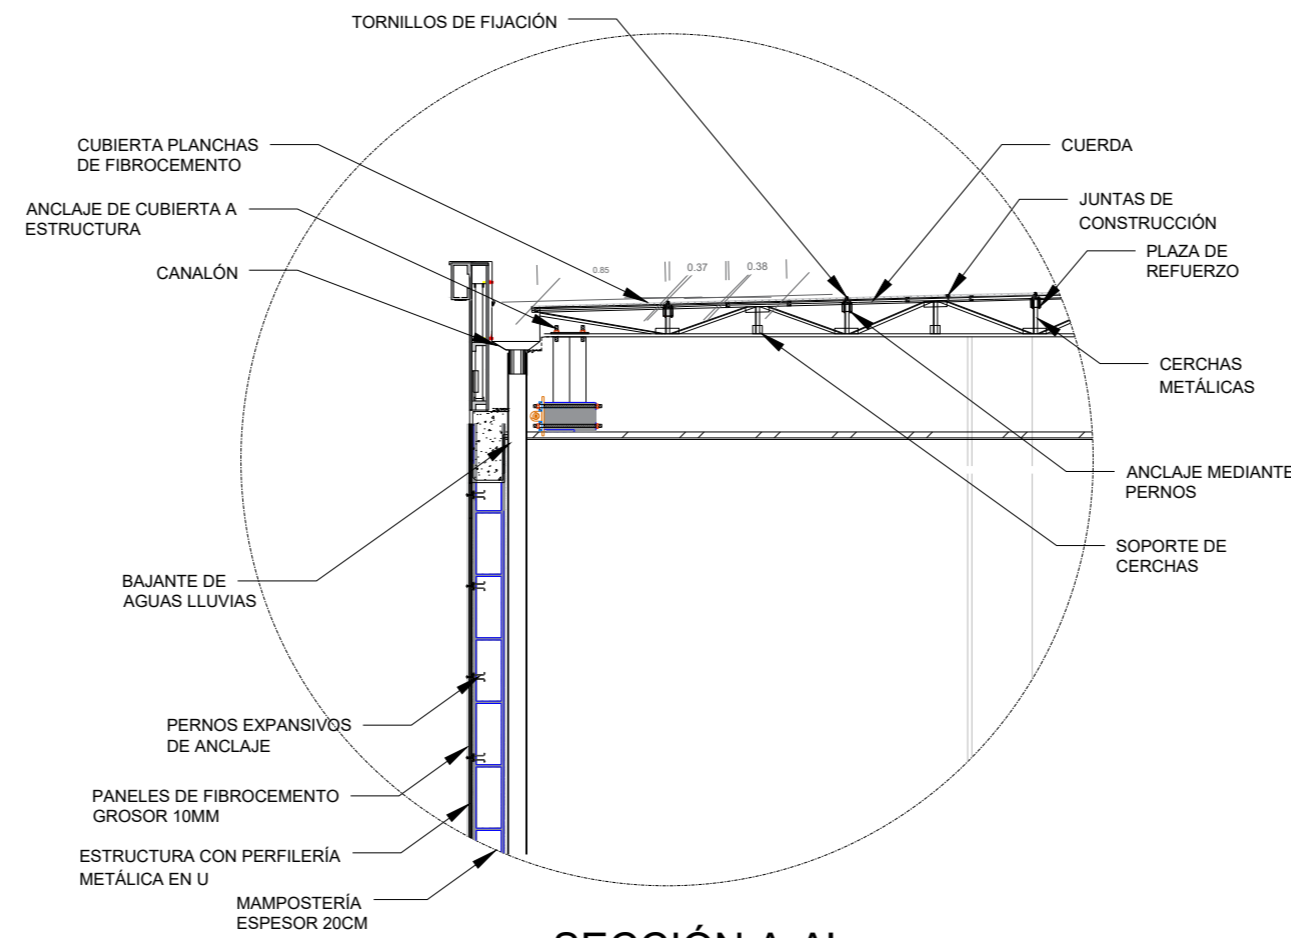 TORNILLOS DE FIJACIÓN
CUBIERTA PLANCHAS
DE FIBROCEMENTO
CUERDA
ANCLAJE DE CUBIERTA A
ESTRUCTURA
JUNTAS DE
CONSTRUCCIÓN
CANALÓN
PLAZA DE
REFUERZO
0.85
0.37
0.38
CERCHAS
METÁLICAS
ANCLAJE MEDIANTE
PERNOS
SOPORTE DE
CERCHAS
BAJANTE DE
AGUAS LLUVIAS
PERNOS EXPANSIVOS
DE ANCLAJE
PANELES DE FIBROCEMENTO
GROSOR 10MM
ESTRUCTURA CON PERFILERÍA
METÁLICA EN U
MAMPOSTERÍA
ESPESOR 20CM
SECCIÓN A-A'